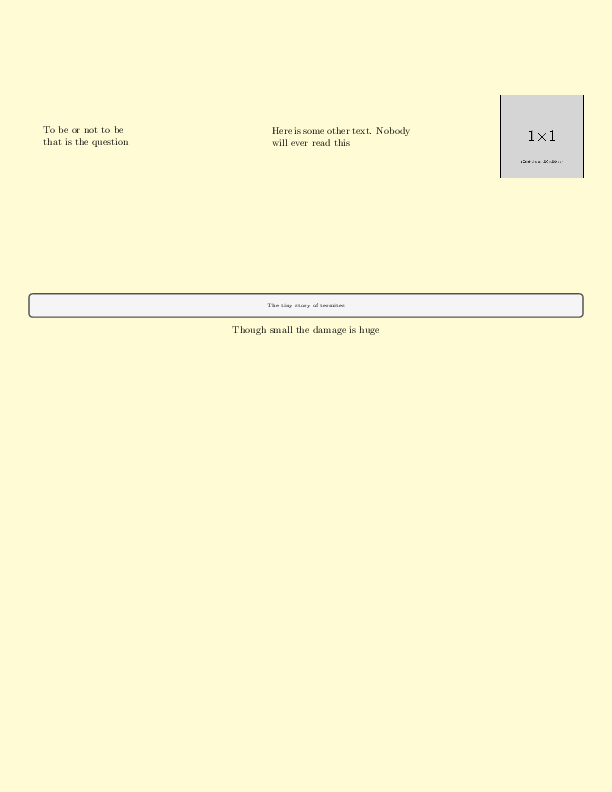 To be or not to be
that is the question
Here is some other text. Nobody
will ever read this
1×1
The tiny story of termites
Though small the damage is huge